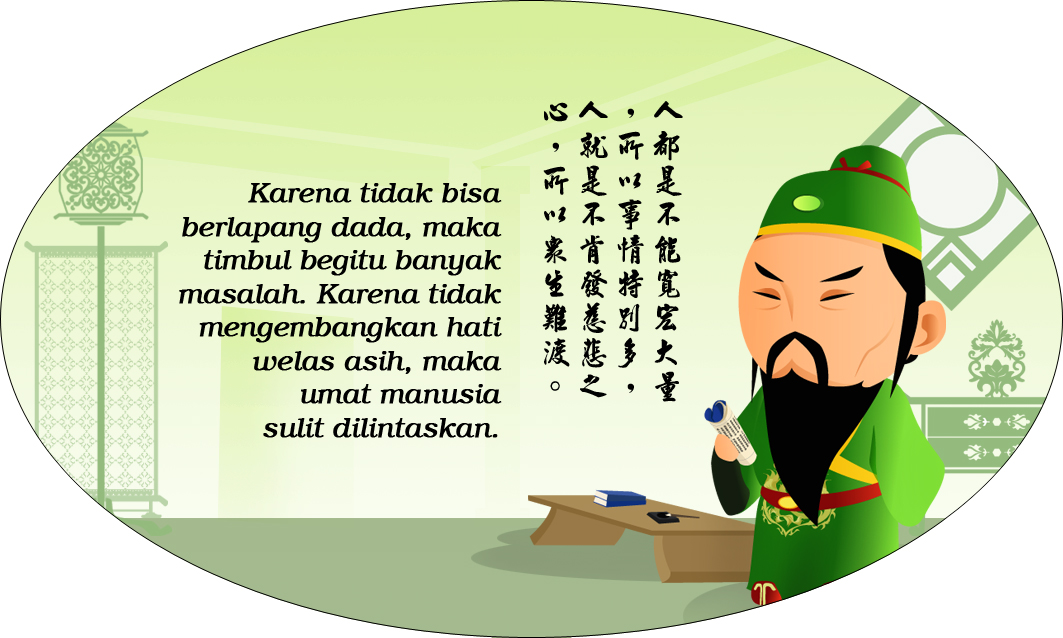 Karena tidak bisa
berlapang dada, maka
timbul begitu banyak
masalah. Karena tidak
mengembangkan hati
welas asih, maka
umat manusia
sulit dilintaskan.
人都是不能寬宏大量
，所以事情特別多，
人就是不肯發慈悲之
心，所以眾生難渡。